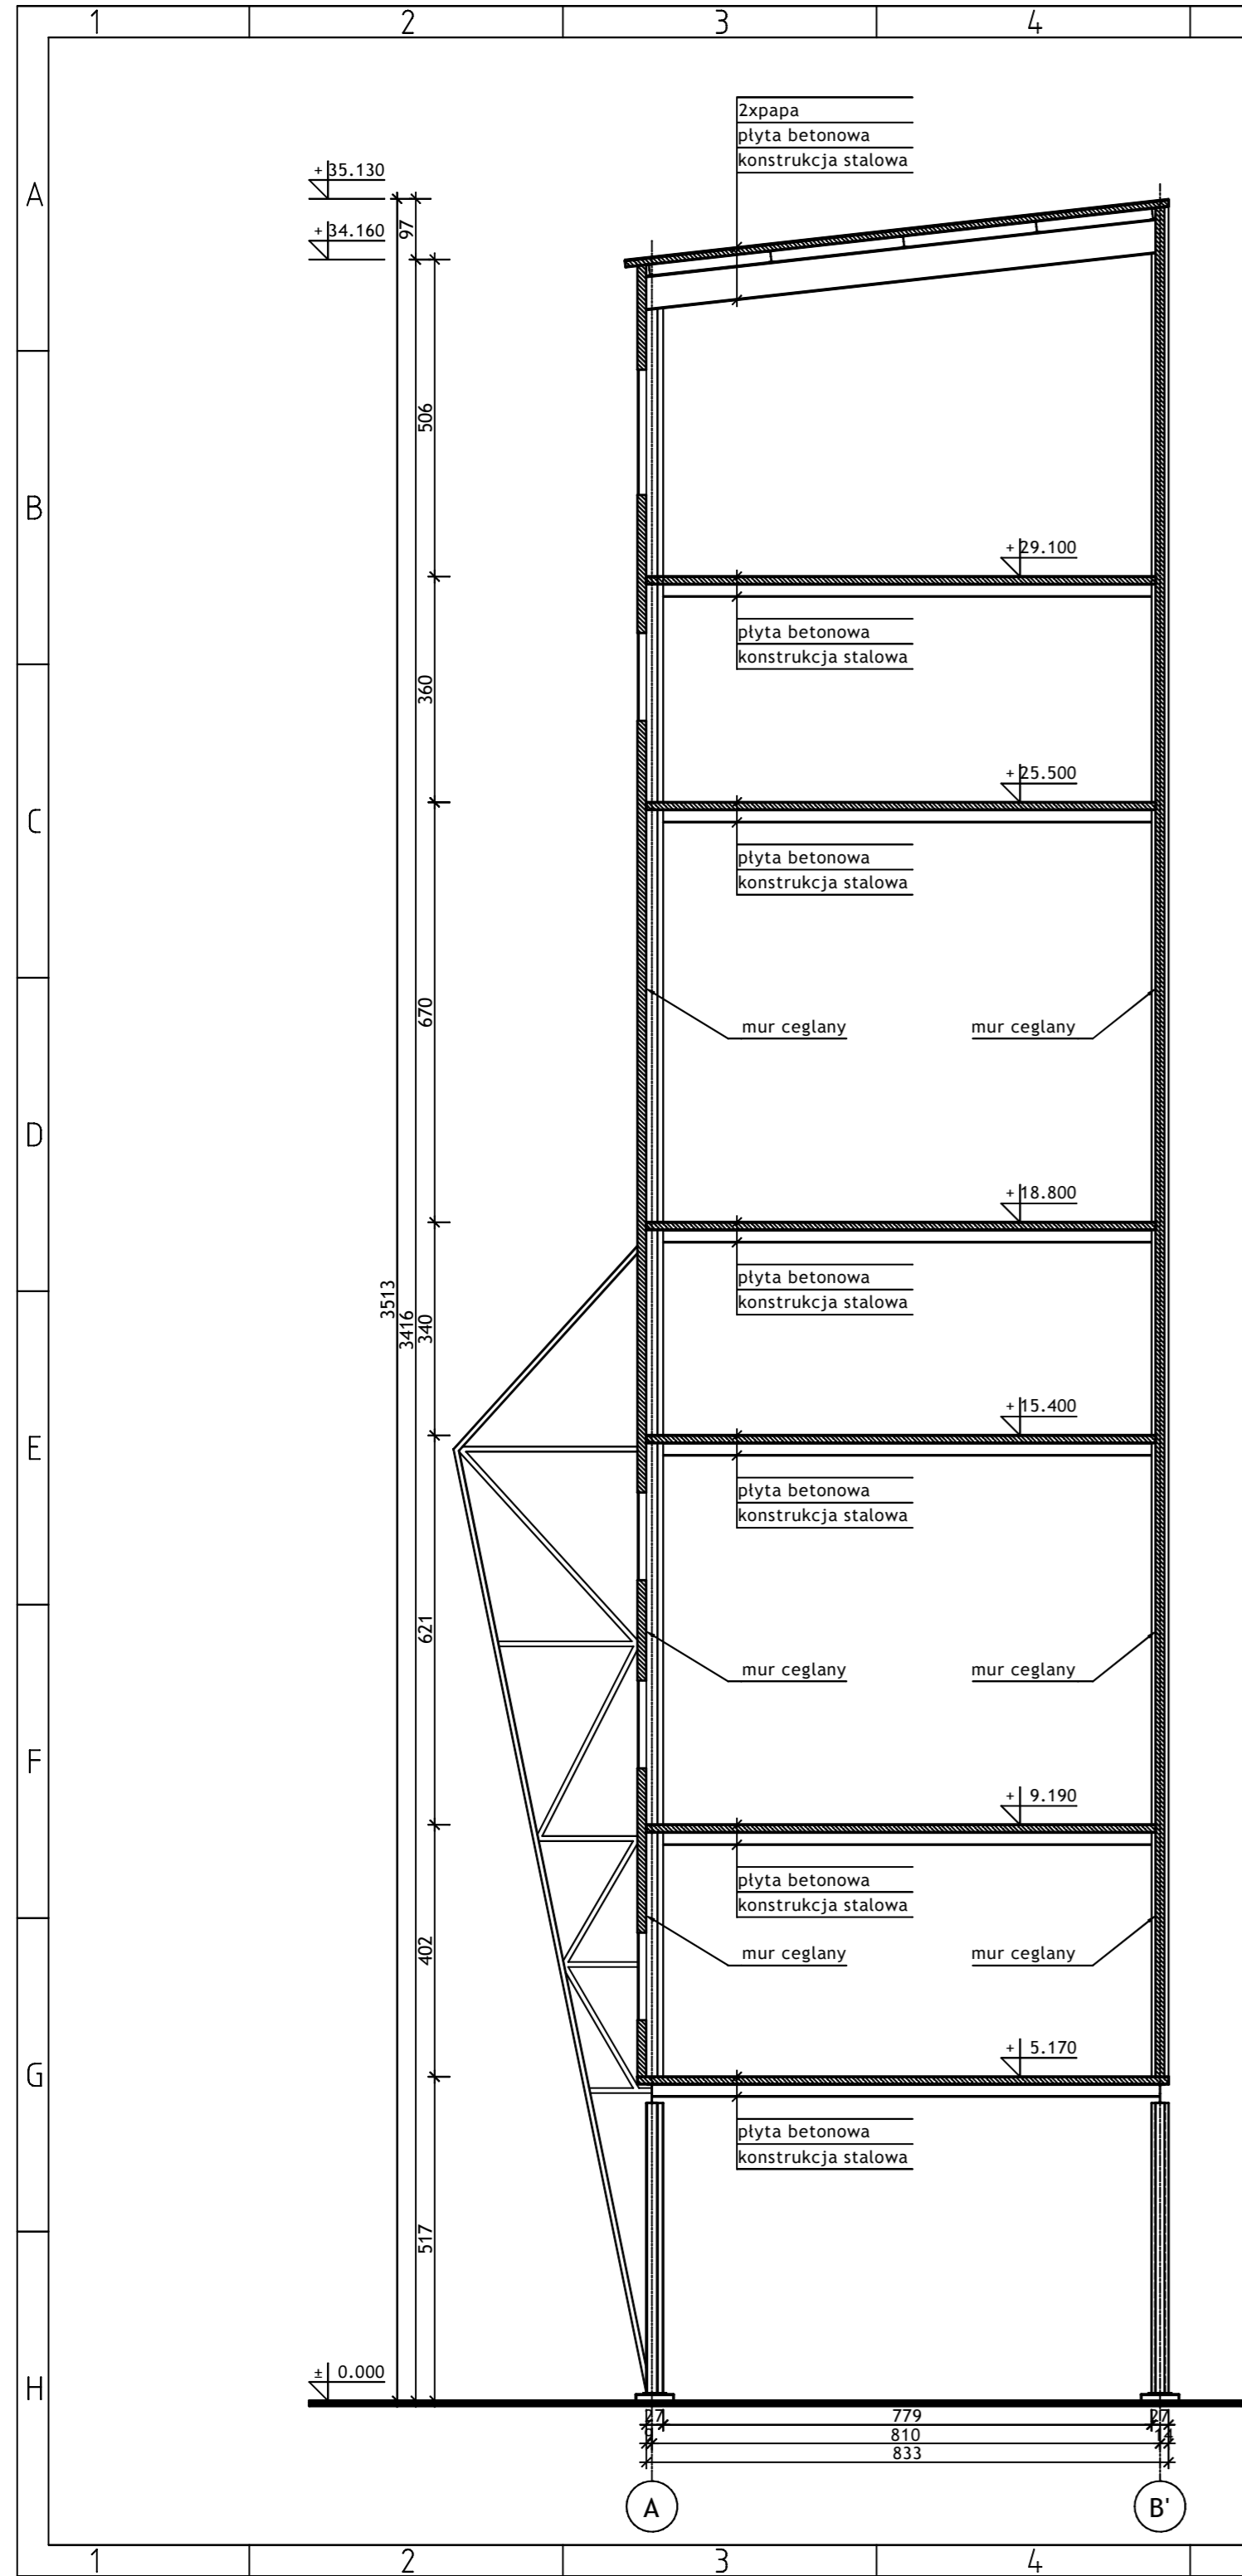 1 2 3 4
2xpapa
płyta betonowa
konstrukcja stalowa
+35.130
A
97
+34.160
506
B
+29.100
płyta betonowa
konstrukcja stalowa
360
+25.500
C
płyta betonowa
konstrukcja stalowa
670
mur ceglany mur ceglany
D
+18.800
płyta betonowa
konstrukcja stalowa
3513
3416
340
+15.400
E
płyta betonowa
konstrukcja stalowa
621
mur ceglany mur ceglany
F
+ 9.190
płyta betonowa
konstrukcja stalowa
402
mur ceglany mur ceglany
+ 5.170
G
płyta betonowa
konstrukcja stalowa
517
± 0.000
H
27 779 27
9 810 14
833
A B'
1 2 3 4